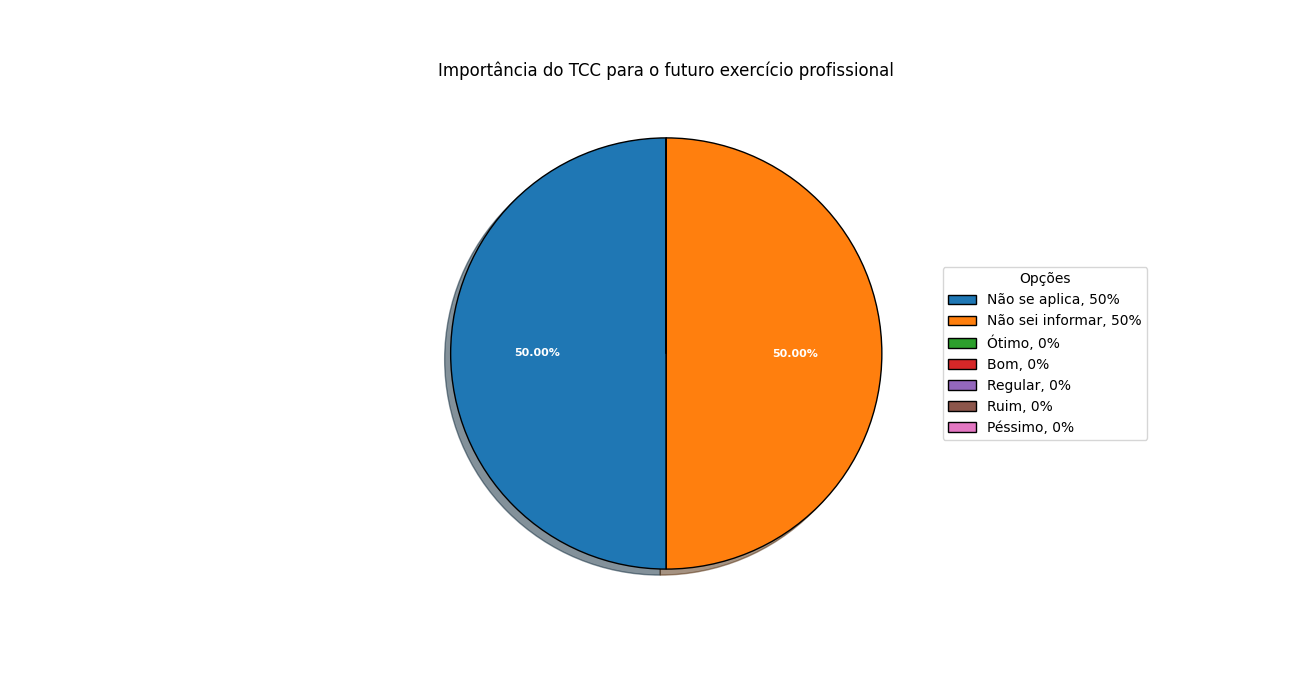 Importância do TCC para o futuro exercício profissional
50.00%
50.00%
Opções
Não se aplica, 50%
Não sei informar, 50%
Ótimo, 0%
Bom, 0%
Regular, 0%
Ruim, 0%
Péssimo, 0%